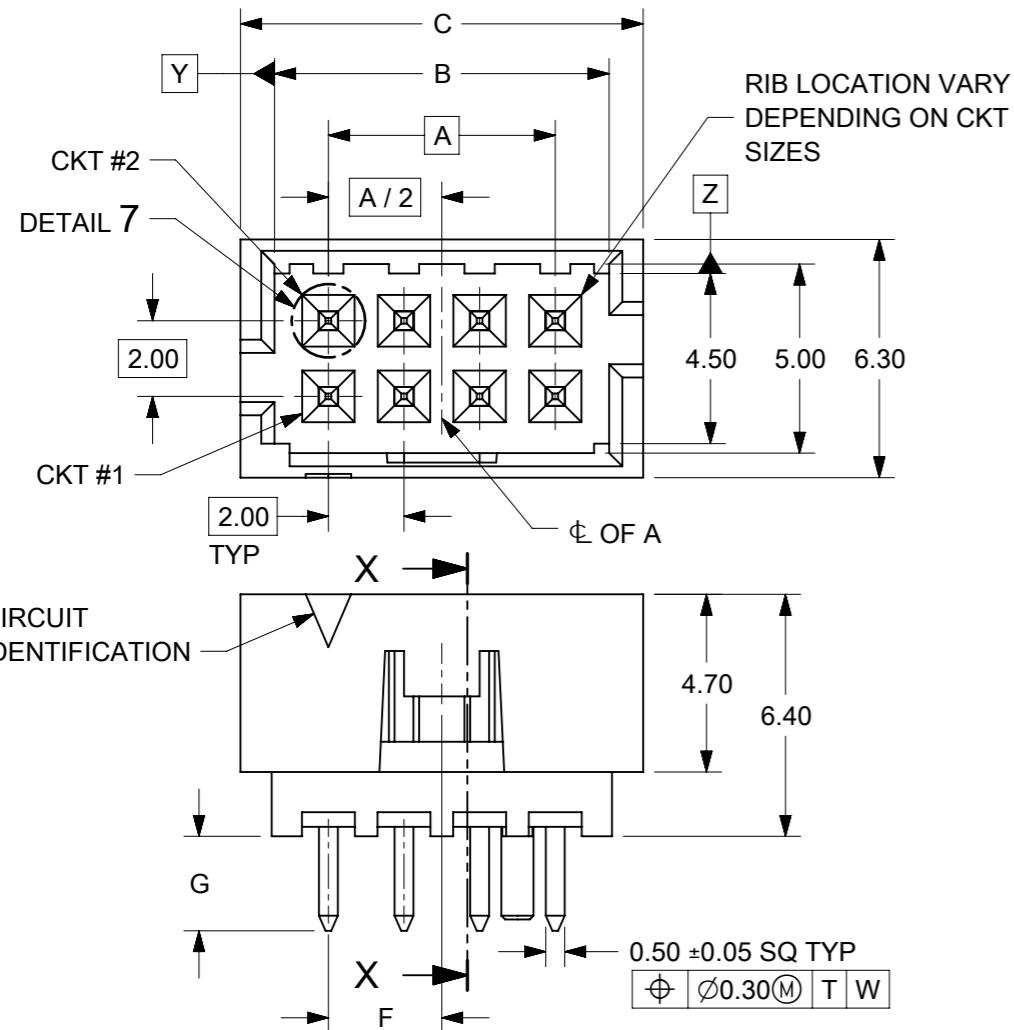 C
Y
B
RIB LOCATION VARY
DEPENDING ON CKT
SIZES
A
CKT #2
A / 2
Z
DETAIL 7
2.00
4.50
5.00
6.30
CKT #1
2.00
TYP
℄ OF A
X
IRCUIT
DENTIFICATION
4.70
6.40
G
0.50 ±0.05 SQ TYP
⌖ ∅0.30Ⓜ T W
X
F